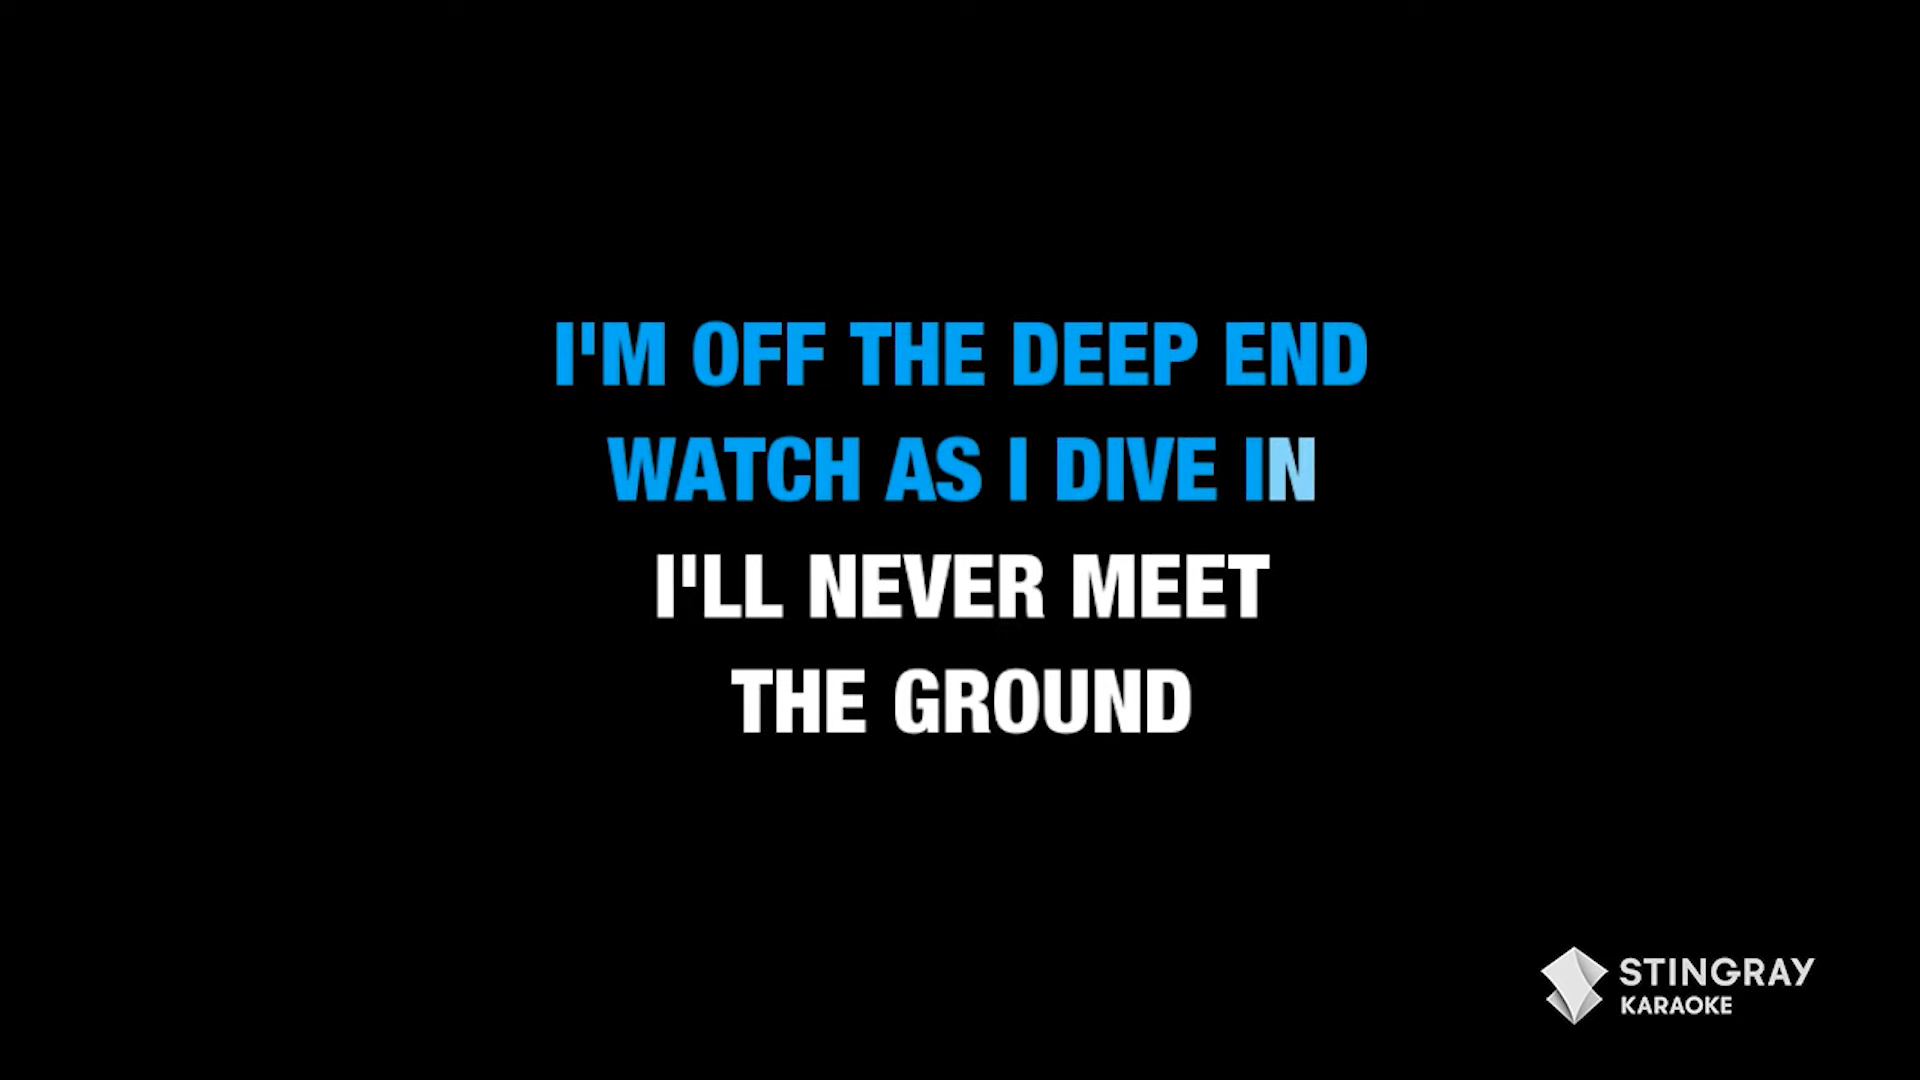 I'M OFF THE DEEP END
WATCH AS I DIVE IN
I'LL NEVER MEET
THE GROUND
STINGRAY
KARAOKE